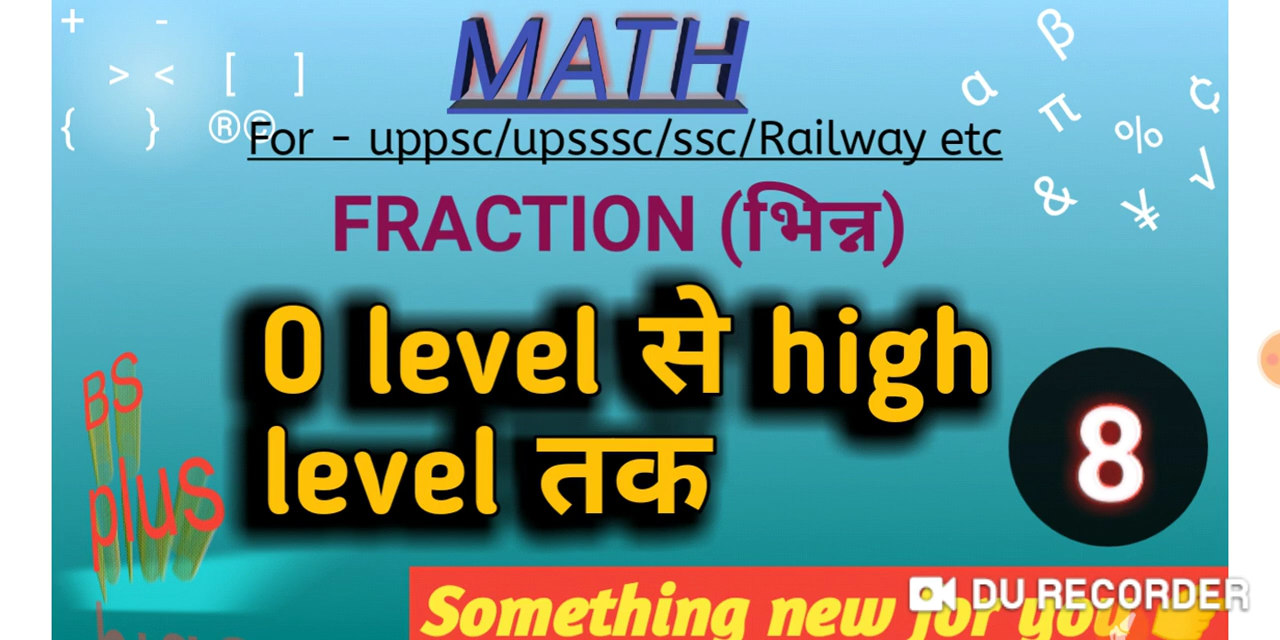 + -
> < [ ]
{ } ®©
MATH
For - uppsc/upsssc/ssc/Railway etc
β
α π ¢
% √
& ¥
FRACTION (भिन्न)
0 level से high
level तक
8
BS
plus
Something new for you
DU RECORDER